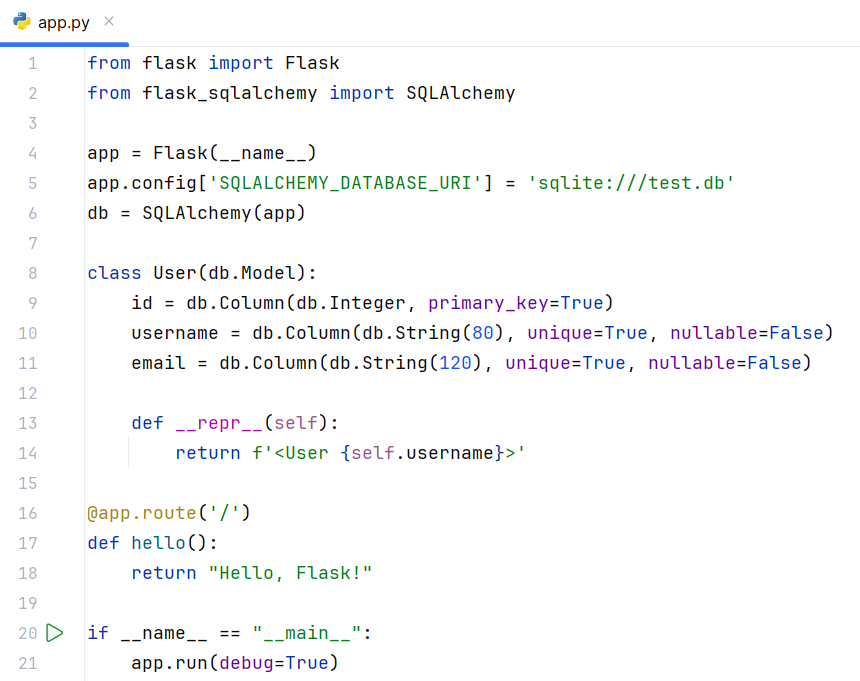 app.py
1 from flask import Flask
2 from flask_sqlalchemy import SQLAlchemy
3
4 app = Flask(__name__)
5 app.config['SQLALCHEMY_DATABASE_URI'] = 'sqlite:///test.db'
6 db = SQLAlchemy(app)
7
8 class User(db.Model):
9     id = db.Column(db.Integer, primary_key=True)
10     username = db.Column(db.String(80), unique=True, nullable=False)
11     email = db.Column(db.String(120), unique=True, nullable=False)
12
13     def __repr__(self):
14         return f'<User {self.username}>'
15
16 @app.route('/')
17 def hello():
18     return "Hello, Flask!"
19
20 if __name__ == "__main__":
21     app.run(debug=True)